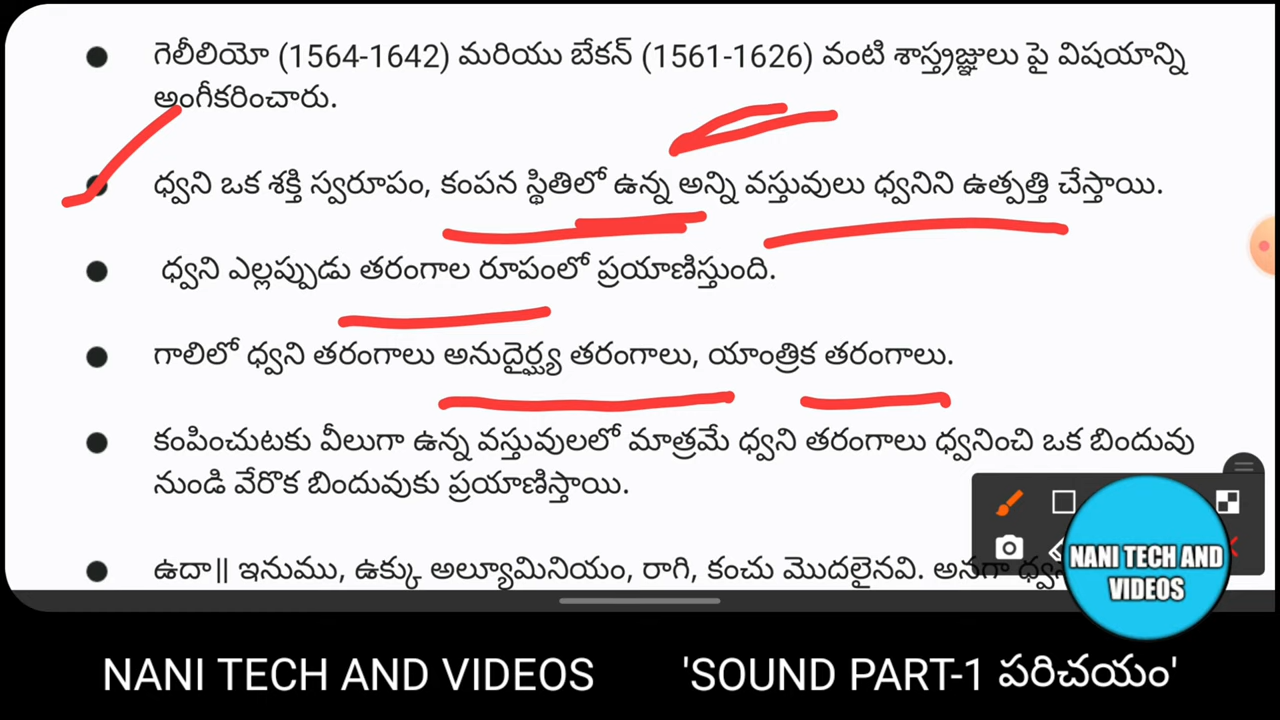 గెలీలియో (1564-1642) మరియు బేకన్ (1561-1626) వంటి శాస్త్రజ్ఞులు పై విషయాన్ని
అంగీకరించారు.
ధ్వని ఒక శక్తి స్వరూపం, కంపన స్థితిలో ఉన్న అన్ని వస్తువులు ధ్వనిని ఉత్పత్తి చేస్తాయి.
ధ్వని ఎల్లప్పుడు తరంగాల రూపంలో ప్రయాణిస్తుంది.
గాలిలో ధ్వని తరంగాలు అనుదైర్ఘ్య తరంగాలు, యాంత్రిక తరంగాలు.
కంపించుటకు వీలుగా ఉన్న వస్తువులలో మాత్రమే ధ్వని తరంగాలు ధ్వనించి ఒక బిందువు
నుండి వేరొక బిందువుకు ప్రయాణిస్తాయి.
ఉదా|| ఇనుము, ఉక్కు అల్యూమినియం, రాగి, కంచు మొదలైనవి. అనగా
NANI TECH AND
VIDEOS
NANI TECH AND VIDEOS 'SOUND PART-1 పరిచయం'